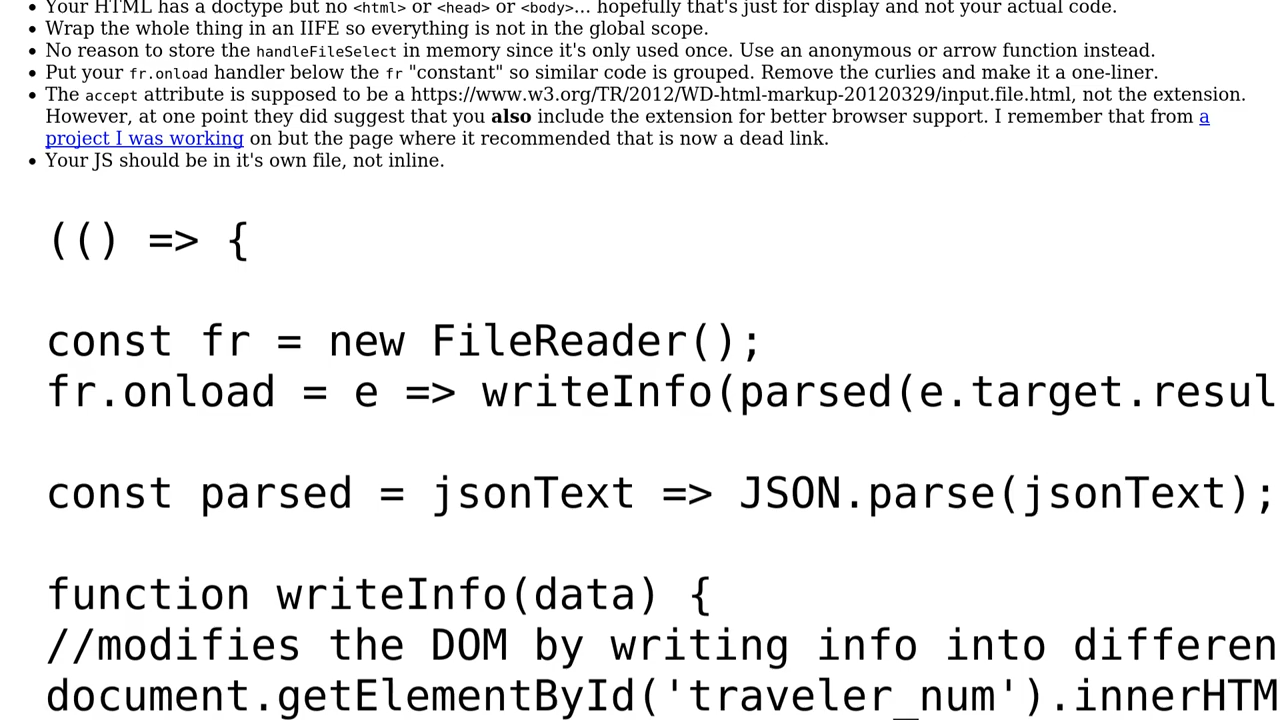 Your HTML has a doctype but no <html> or <head> or <body>... hopefully that's just for display and not your actual code.
Wrap the whole thing in an IIFE so everything is not in the global scope.
No reason to store the handleFileSelect in memory since it's only used once. Use an anonymous or arrow function instead.
Put your fr.onload handler below the fr "constant" so similar code is grouped. Remove the curlies and make it a one-liner.
The accept attribute is supposed to be a https://www.w3.org/TR/2012/WD-html-markup-20120329/input.file.html, not the extension.
However, at one point they did suggest that you also include the extension for better browser support. I remember that from a
project I was working on but the page where it recommended that is now a dead link.
Your JS should be in it's own file, not inline.
(() => {
const fr = new FileReader();
fr.onload = e => writeInfo(parsed(e.target.resul
const parsed = jsonText => JSON.parse(jsonText);
function writeInfo(data) {
//modifies the DOM by writing info into differen
document.getElementById('traveler_num').innerHTM